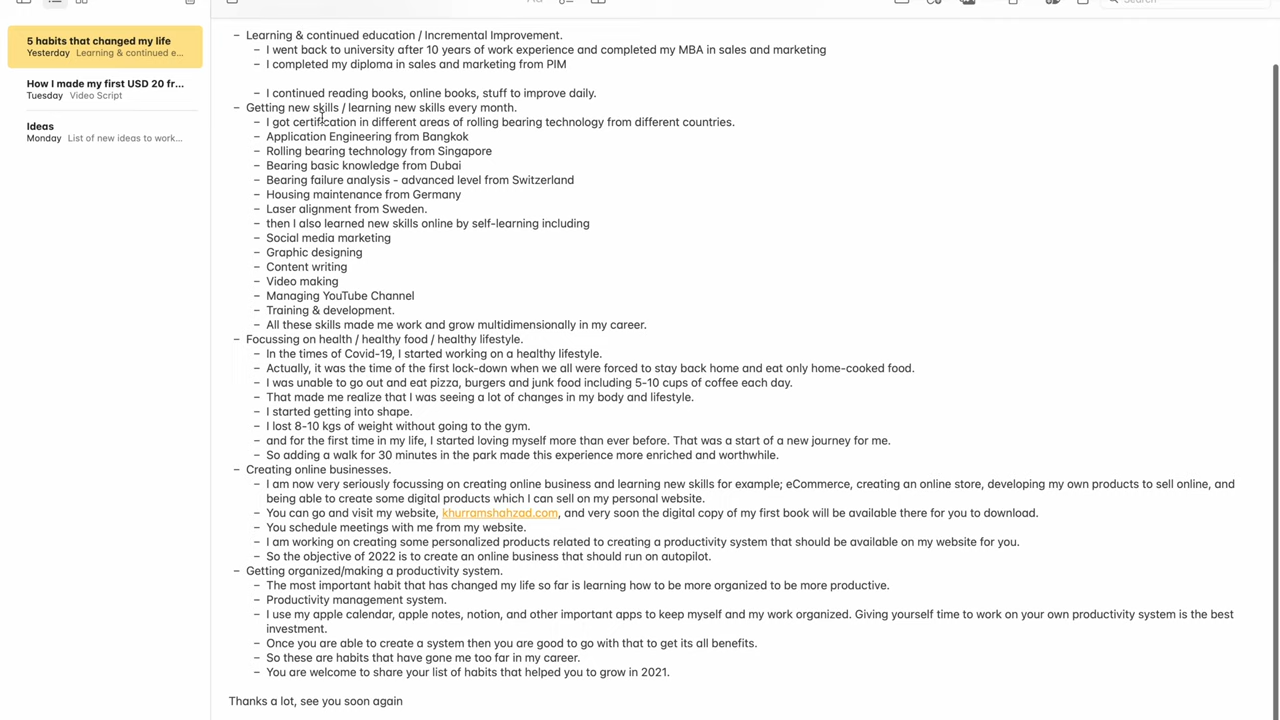 Search
5 habits that changed my life
Yesterday Learning & continued e...
How I made my first USD 20 fr...
Tuesday Video Script
Ideas
Monday List of new ideas to work...
– Learning & continued education / Incremental Improvement.
– I went back to university after 10 years of work experience and completed my MBA in sales and marketing
– I completed my diploma in sales and marketing from PIM
– I continued reading books, online books, stuff to improve daily.
– Getting new skills / learning new skills every month.
– I got certification in different areas of rolling bearing technology from different countries.
– Application Engineering from Bangkok
– Rolling bearing technology from Singapore
– Bearing basic knowledge from Dubai
– Bearing failure analysis - advanced level from Switzerland
– Housing maintenance from Germany
– Laser alignment from Sweden.
– then I also learned new skills online by self-learning including
– Social media marketing
– Graphic designing
– Content writing
– Video making
– Managing YouTube Channel
– Training & development.
– All these skills made me work and grow multidimensionally in my career.
– Focussing on health / healthy food / healthy lifestyle.
– In the times of Covid-19, I started working on a healthy lifestyle.
– Actually, it was the time of the first lock-down when we all were forced to stay back home and eat only home-cooked food.
– I was unable to go out and eat pizza, burgers and junk food including 5-10 cups of coffee each day.
– That made me realize that I was seeing a lot of changes in my body and lifestyle.
– I started getting into shape.
– I lost 8-10 kgs of weight without going to the gym.
– and for the first time in my life, I started loving myself more than ever before. That was a start of a new journey for me.
– So adding a walk for 30 minutes in the park made this experience more enriched and worthwhile.
– Creating online businesses.
– I am now very seriously focussing on creating online business and learning new skills for example; eCommerce, creating an online store, developing my own products to sell online, and
being able to create some digital products which I can sell on my personal website.
– You can go and visit my website, khurramshahzad.com, and very soon the digital copy of my first book will be available there for you to download.
– You schedule meetings with me from my website.
– I am working on creating some personalized products related to creating a productivity system that should be available on my website for you.
– So the objective of 2022 is to create an online business that should run on autopilot.
– Getting organized/making a productivity system.
– The most important habit that has changed my life so far is learning how to be more organized to be more productive.
– Productivity management system.
– I use my apple calendar, apple notes, notion, and other important apps to keep myself and my work organized. Giving yourself time to work on your own productivity system is the best
investment.
– Once you are able to create a system then you are good to go with that to get its all benefits.
– So these are habits that have gone me too far in my career.
– You are welcome to share your list of habits that helped you to grow in 2021.
Thanks a lot, see you soon again